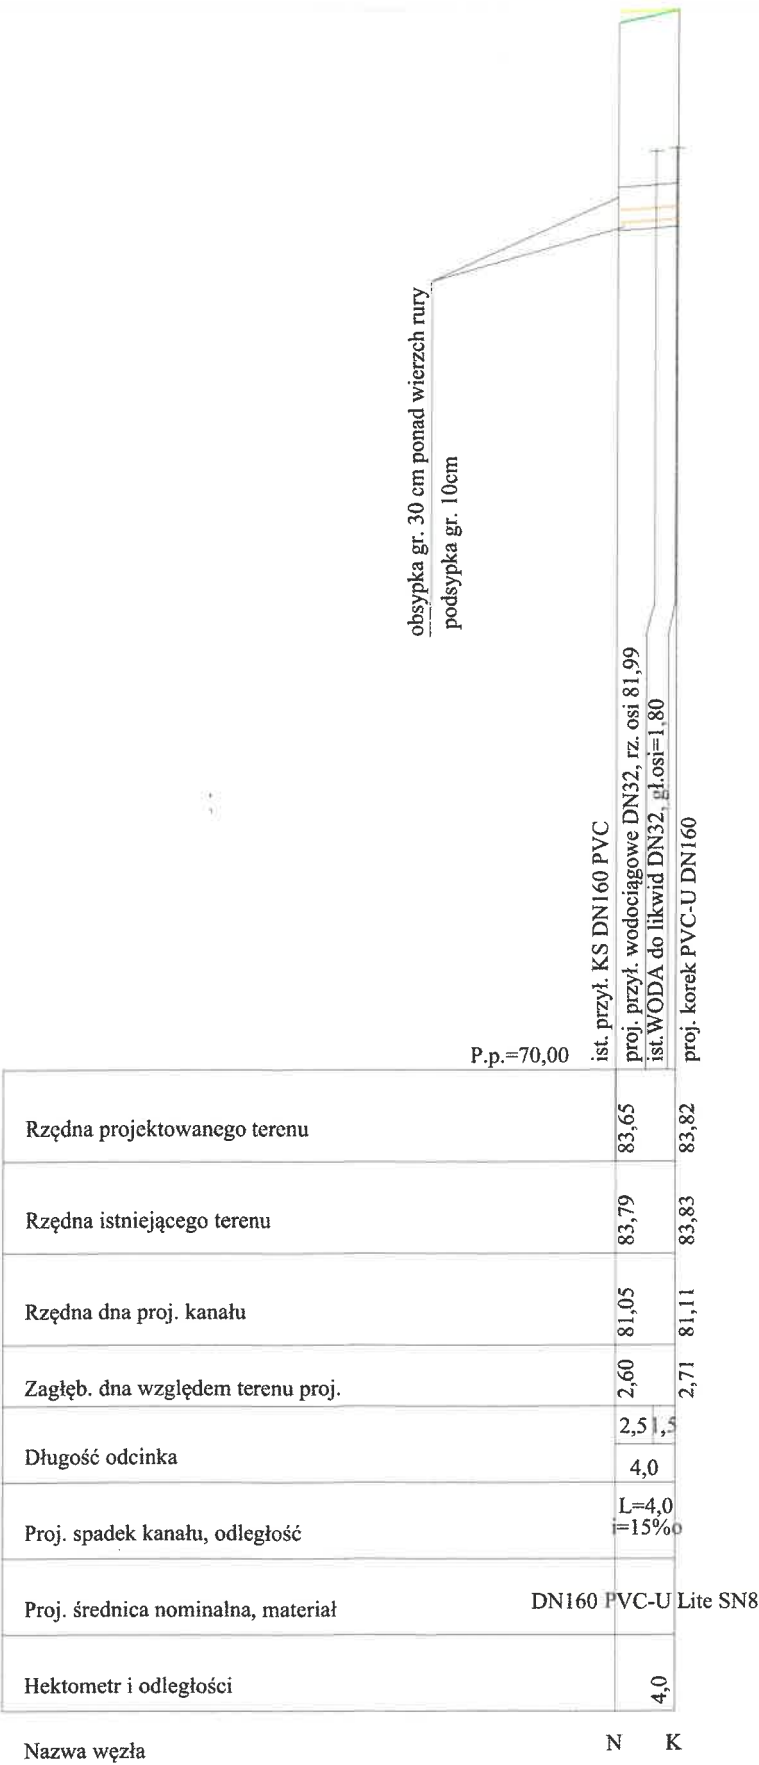 obsypka gr. 30 cm ponad wierzch rury
podsypka gr. 10cm
ist. przył. KS DN160 PVC
proj. przył. wodociągowe DN32, rz. osi 81,99
ist. WODA do likwid DN32, gł.osi=1,80
proj. korek PVC-U DN160
P.p.=70,00
Rzędna projektowanego terenu
83,65
83,82
Rzędna istniejącego terenu
83,79
83,83
Rzędna dna proj. kanału
81,05
81,11
Zagłęb. dna względem terenu proj.
2,60
2,71
Długość odcinka
2,5
1,5
4,0
Proj. spadek kanału, odległość
L=4,0
i=15%o
Proj. średnica nominalna, materiał
DN160 PVC-U Lite SN8
Hektometr i odległości
4,0
Nazwa węzła
N
K